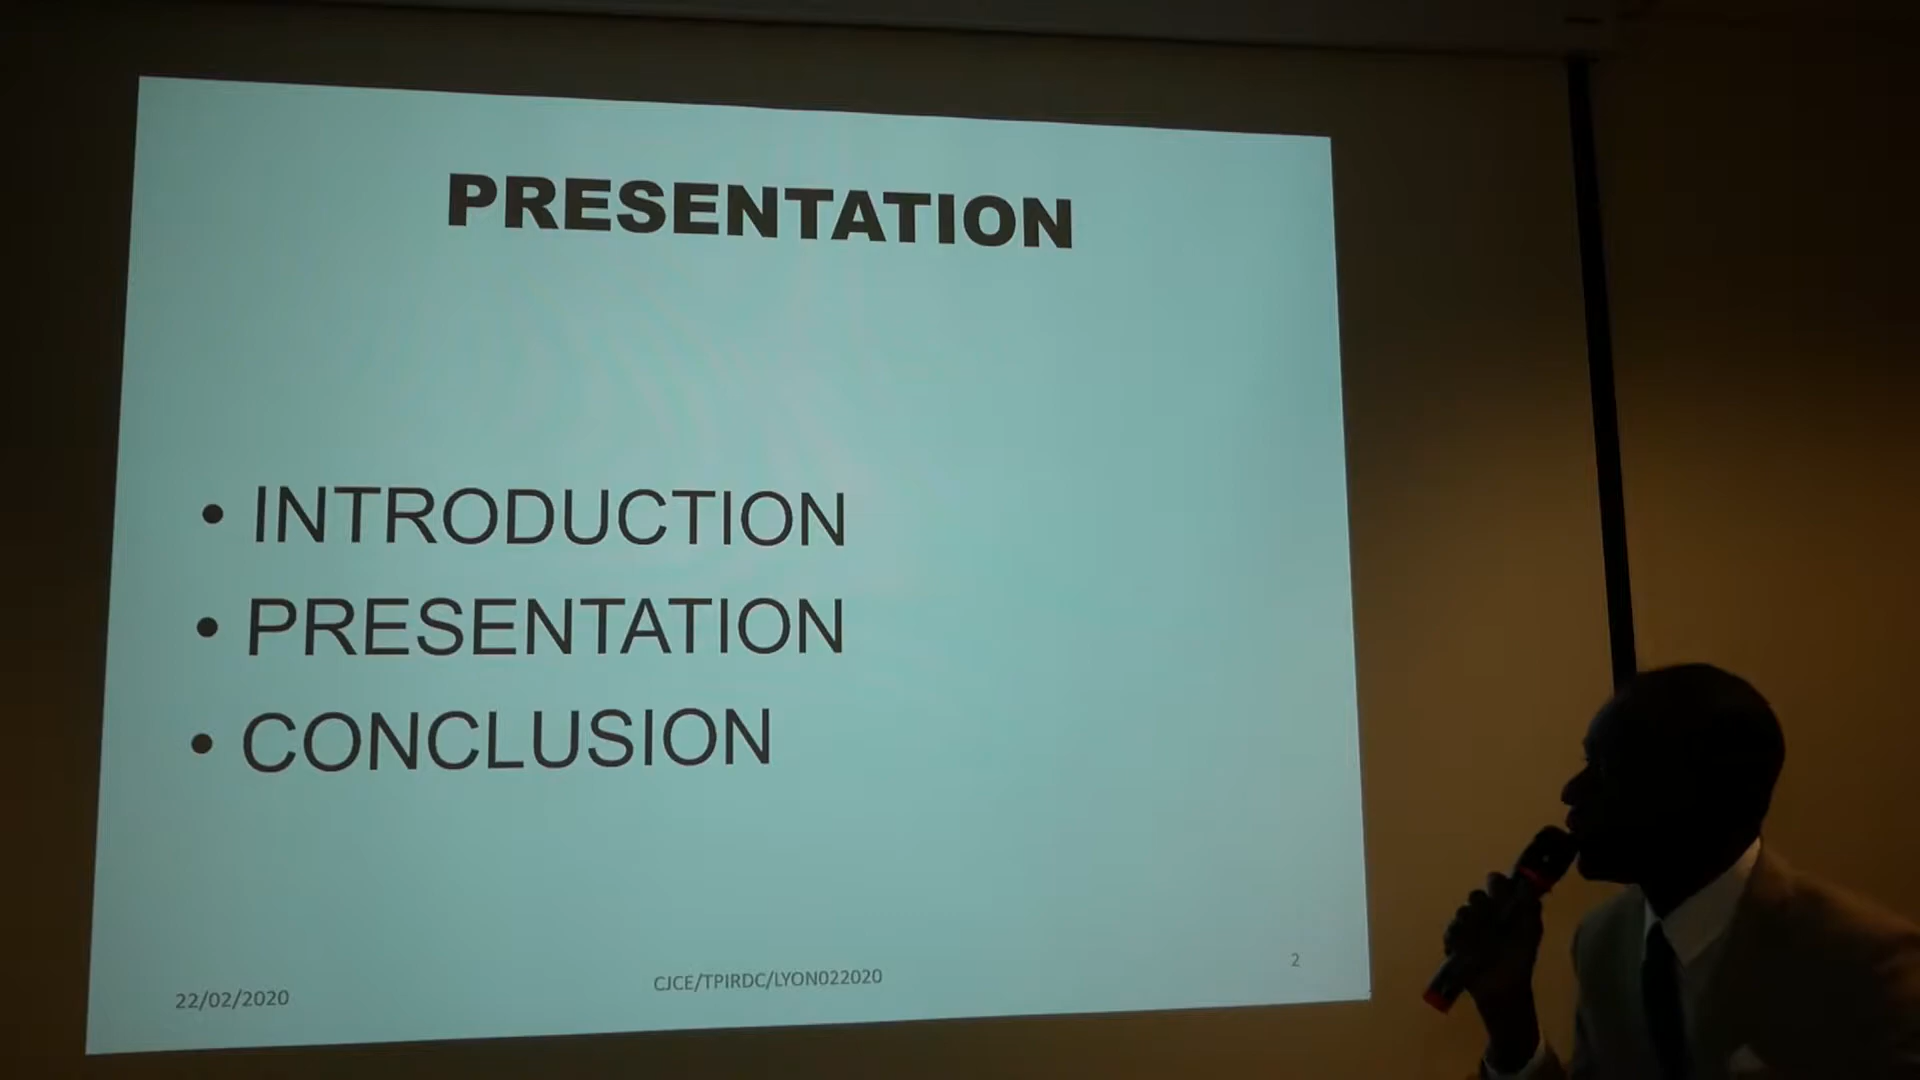 PRESENTATION
• INTRODUCTION
• PRESENTATION
• CONCLUSION
22/02/2020
CJCE/TPIRDC/LYON022020
2